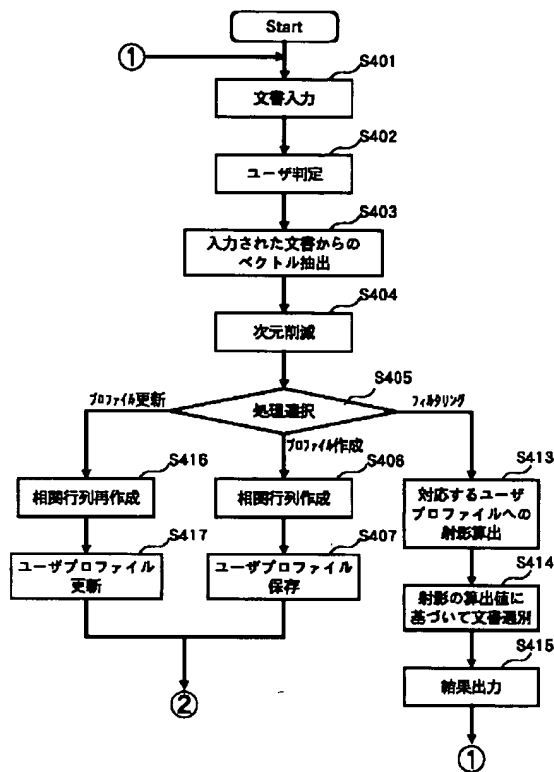 Start
①
S401
文書入力
S402
ユーザ判定
S403
入力された文書からの
ベクトル抽出
S404
次元削減
S405
処理選択
プロファイル更新
プロファイル作成
フィルタリング
S416
相関行列再作成
S417
ユーザプロファイル
更新
S406
相関行列作成
S407
ユーザプロファイル
保存
②
S413
対応するユーザ
プロファイルへの
射影算出
S414
射影の算出値に
基づいて文書選別
S415
結果出力
①